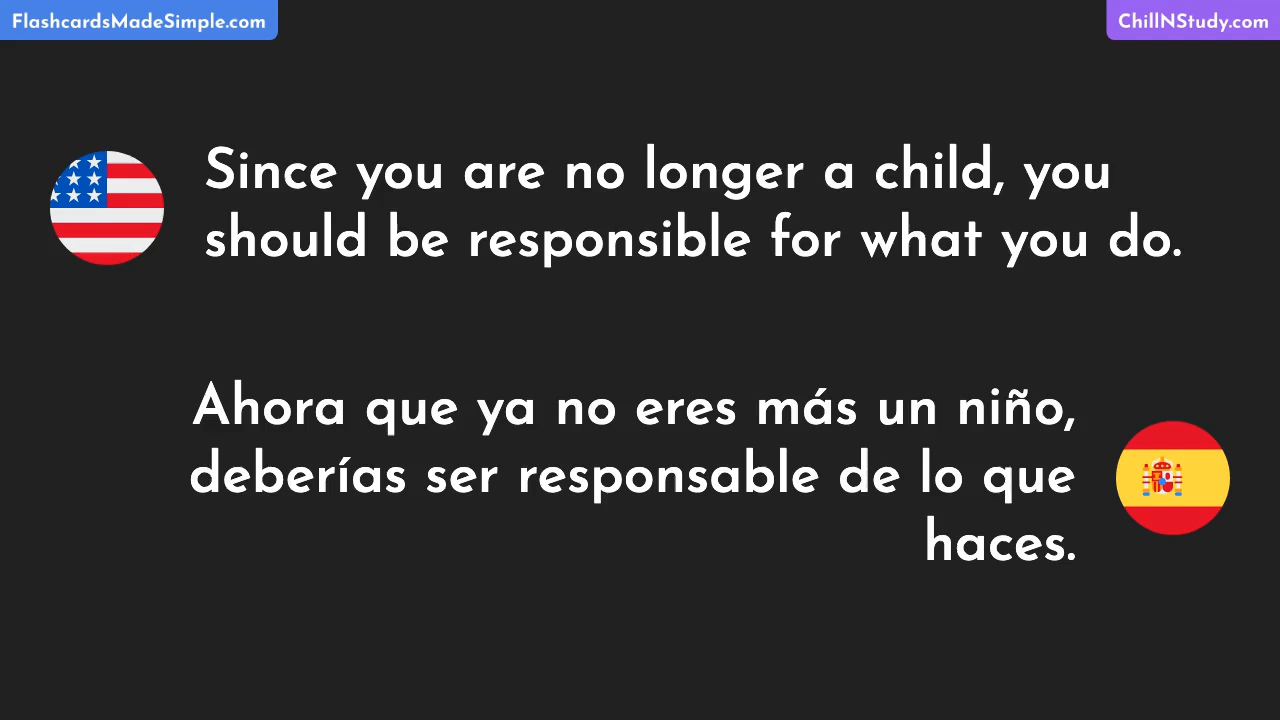 FlashcardsMadeSimple.com
ChillNStudy.com
Since you are no longer a child, you
should be responsible for what you do.
Ahora que ya no eres más un niño,
deberías ser responsable de lo que
haces.